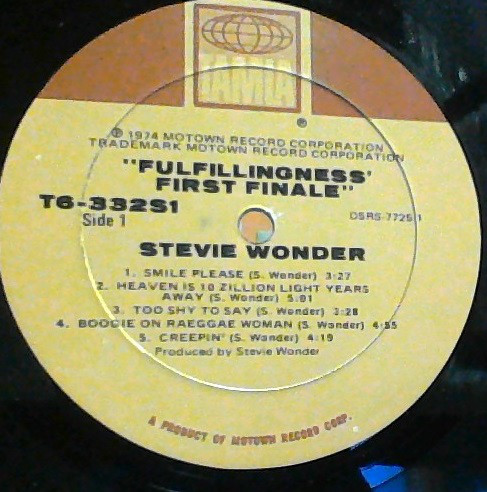 TAMLA
®
℗ 1974 MOTOWN RECORD CORPORATION
TRADEMARK MOTOWN RECORD CORPORATION
"FULFILLINGNESS'
FIRST FINALE"
T6-332S1
Side 1
DSRS-7725 1
STEVIE WONDER
1. SMILE PLEASE (S. Wonder) 3:27
2. HEAVEN IS 10 ZILLION LIGHT YEARS
AWAY (S. Wonder) 5:01
3. TOO SHY TO SAY (S. Wonder) 3:28
4. BOOGIE ON RAEGGAE WOMAN (S. Wonder) 4:55
5. CREEPIN' (S. Wonder) 4:19
Produced by Stevie Wonder
A PRODUCT OF MOTOWN RECORD CORP.